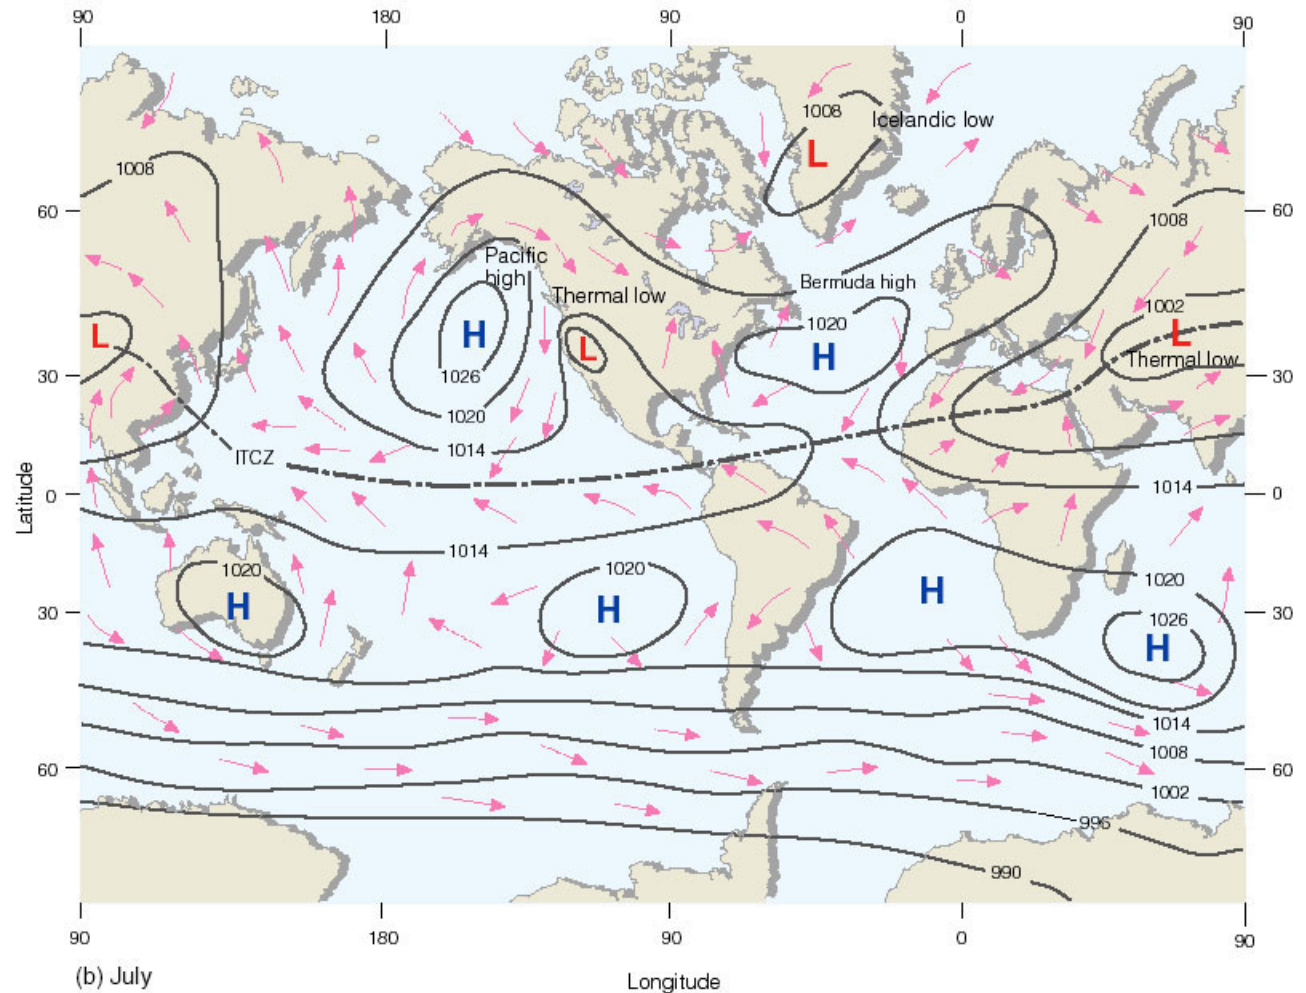 90 180 90 0 90
1008
Icelandic low
L
1008
60
60
1008
Pacific
high
Bermuda high
Thermal low
1002
1020
L
H
L
L
H
Thermal low
30
1026
30
1020
1014
ITCZ
Latitude
0
1014
0
1014
1020
1020
1020
H
H
H
30
1026
30
H
1014
1008
60
60
1002
996
990
90 180 90 0 90
(b) July
Longitude